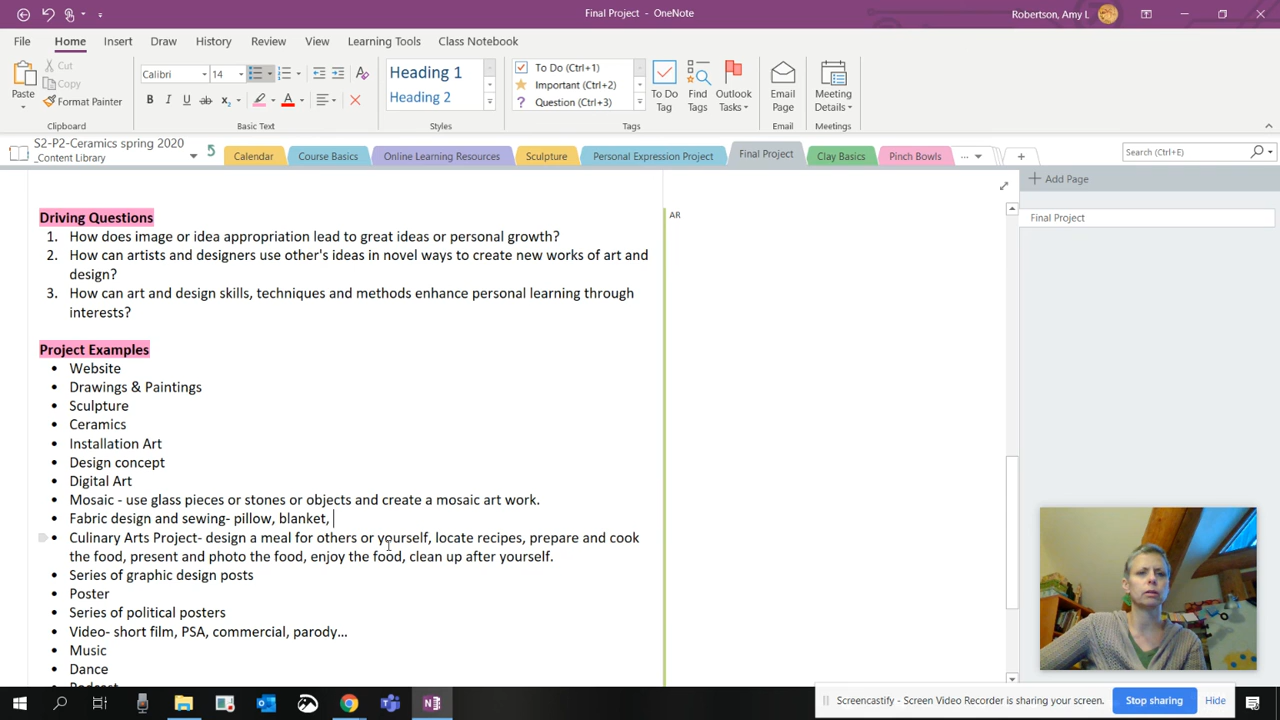 Final Project - OneNote
Robertson, Amy L
File Home Insert Draw History Review View Learning Tools Class Notebook
Paste
Cut
Copy
Format Painter
Clipboard
Calibri 14
B I U ab x₂ A
Basic Text
Heading 1
Heading 2
Styles
To Do (Ctrl+1)
Important (Ctrl+2)
? Question (Ctrl+3)
To Do Tag
Find Tags
Outlook Tasks
Tags
Email Page
Email
Meeting Details
Meetings
S2-P2-Ceramics spring 2020
_Content Library
Calendar Course Basics Online Learning Resources Sculpture Personal Expression Project Final Project Clay Basics Pinch Bowls ... +
Search (Ctrl+E)
Add Page
Final Project
AR
Driving Questions
1. How does image or idea appropriation lead to great ideas or personal growth?
2. How can artists and designers use other's ideas in novel ways to create new works of art and
design?
3. How can art and design skills, techniques and methods enhance personal learning through
interests?
Project Examples
• Website
• Drawings & Paintings
• Sculpture
• Ceramics
• Installation Art
• Design concept
• Digital Art
• Mosaic - use glass pieces or stones or objects and create a mosaic art work.
• Fabric design and sewing- pillow, blanket,
• Culinary Arts Project- design a meal for others or yourself, locate recipes, prepare and cook
the food, present and photo the food, enjoy the food, clean up after yourself.
• Series of graphic design posts
• Poster
• Series of political posters
• Video- short film, PSA, commercial, parody...
• Music
• Dance
• Podcast
Screencastify - Screen Video Recorder is sharing your screen.
Stop sharing
Hide